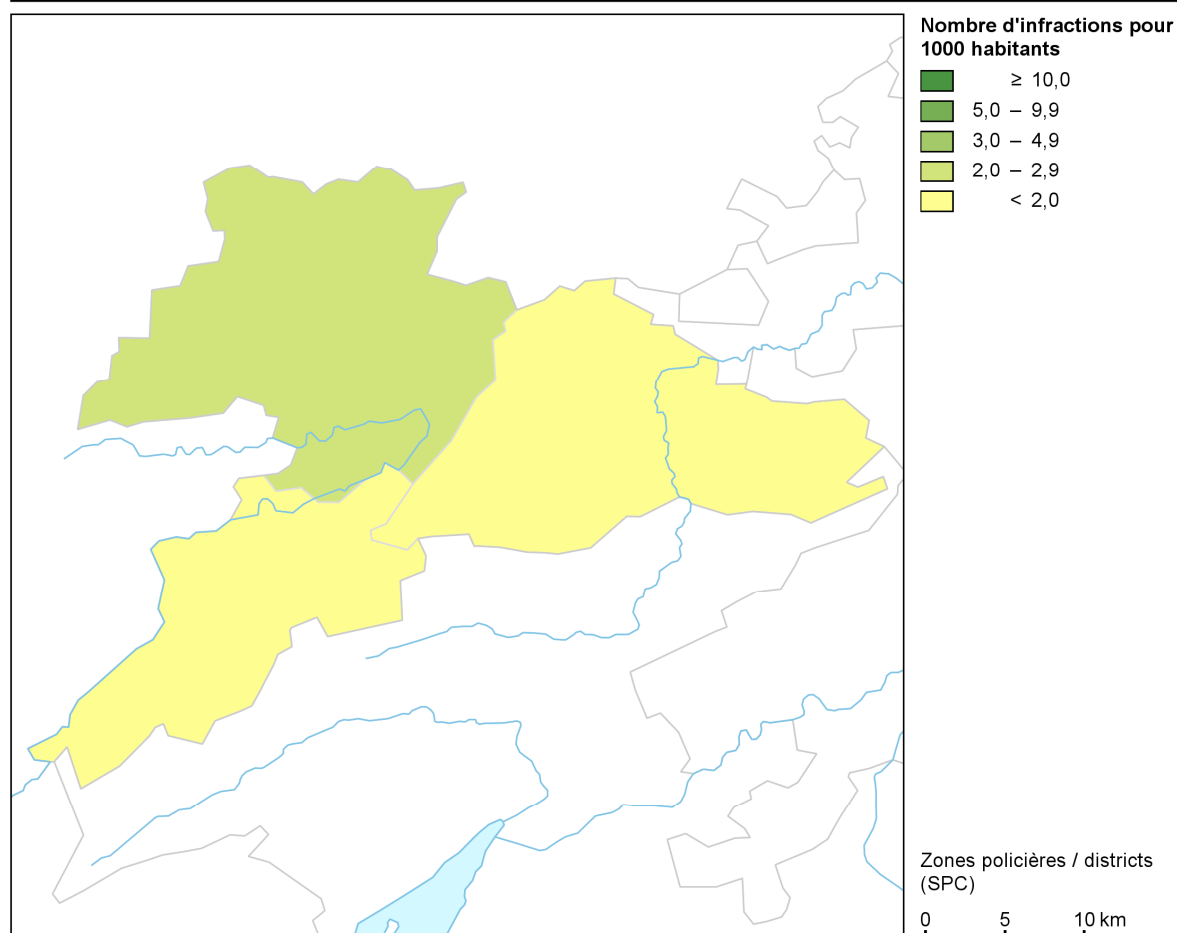 Nombre d'infractions pour
1000 habitants
≥ 10,0
5,0 – 9,9
3,0 – 4,9
2,0 – 2,9
< 2,0
Zones policières / districts
(SPC)
0 5 10 km